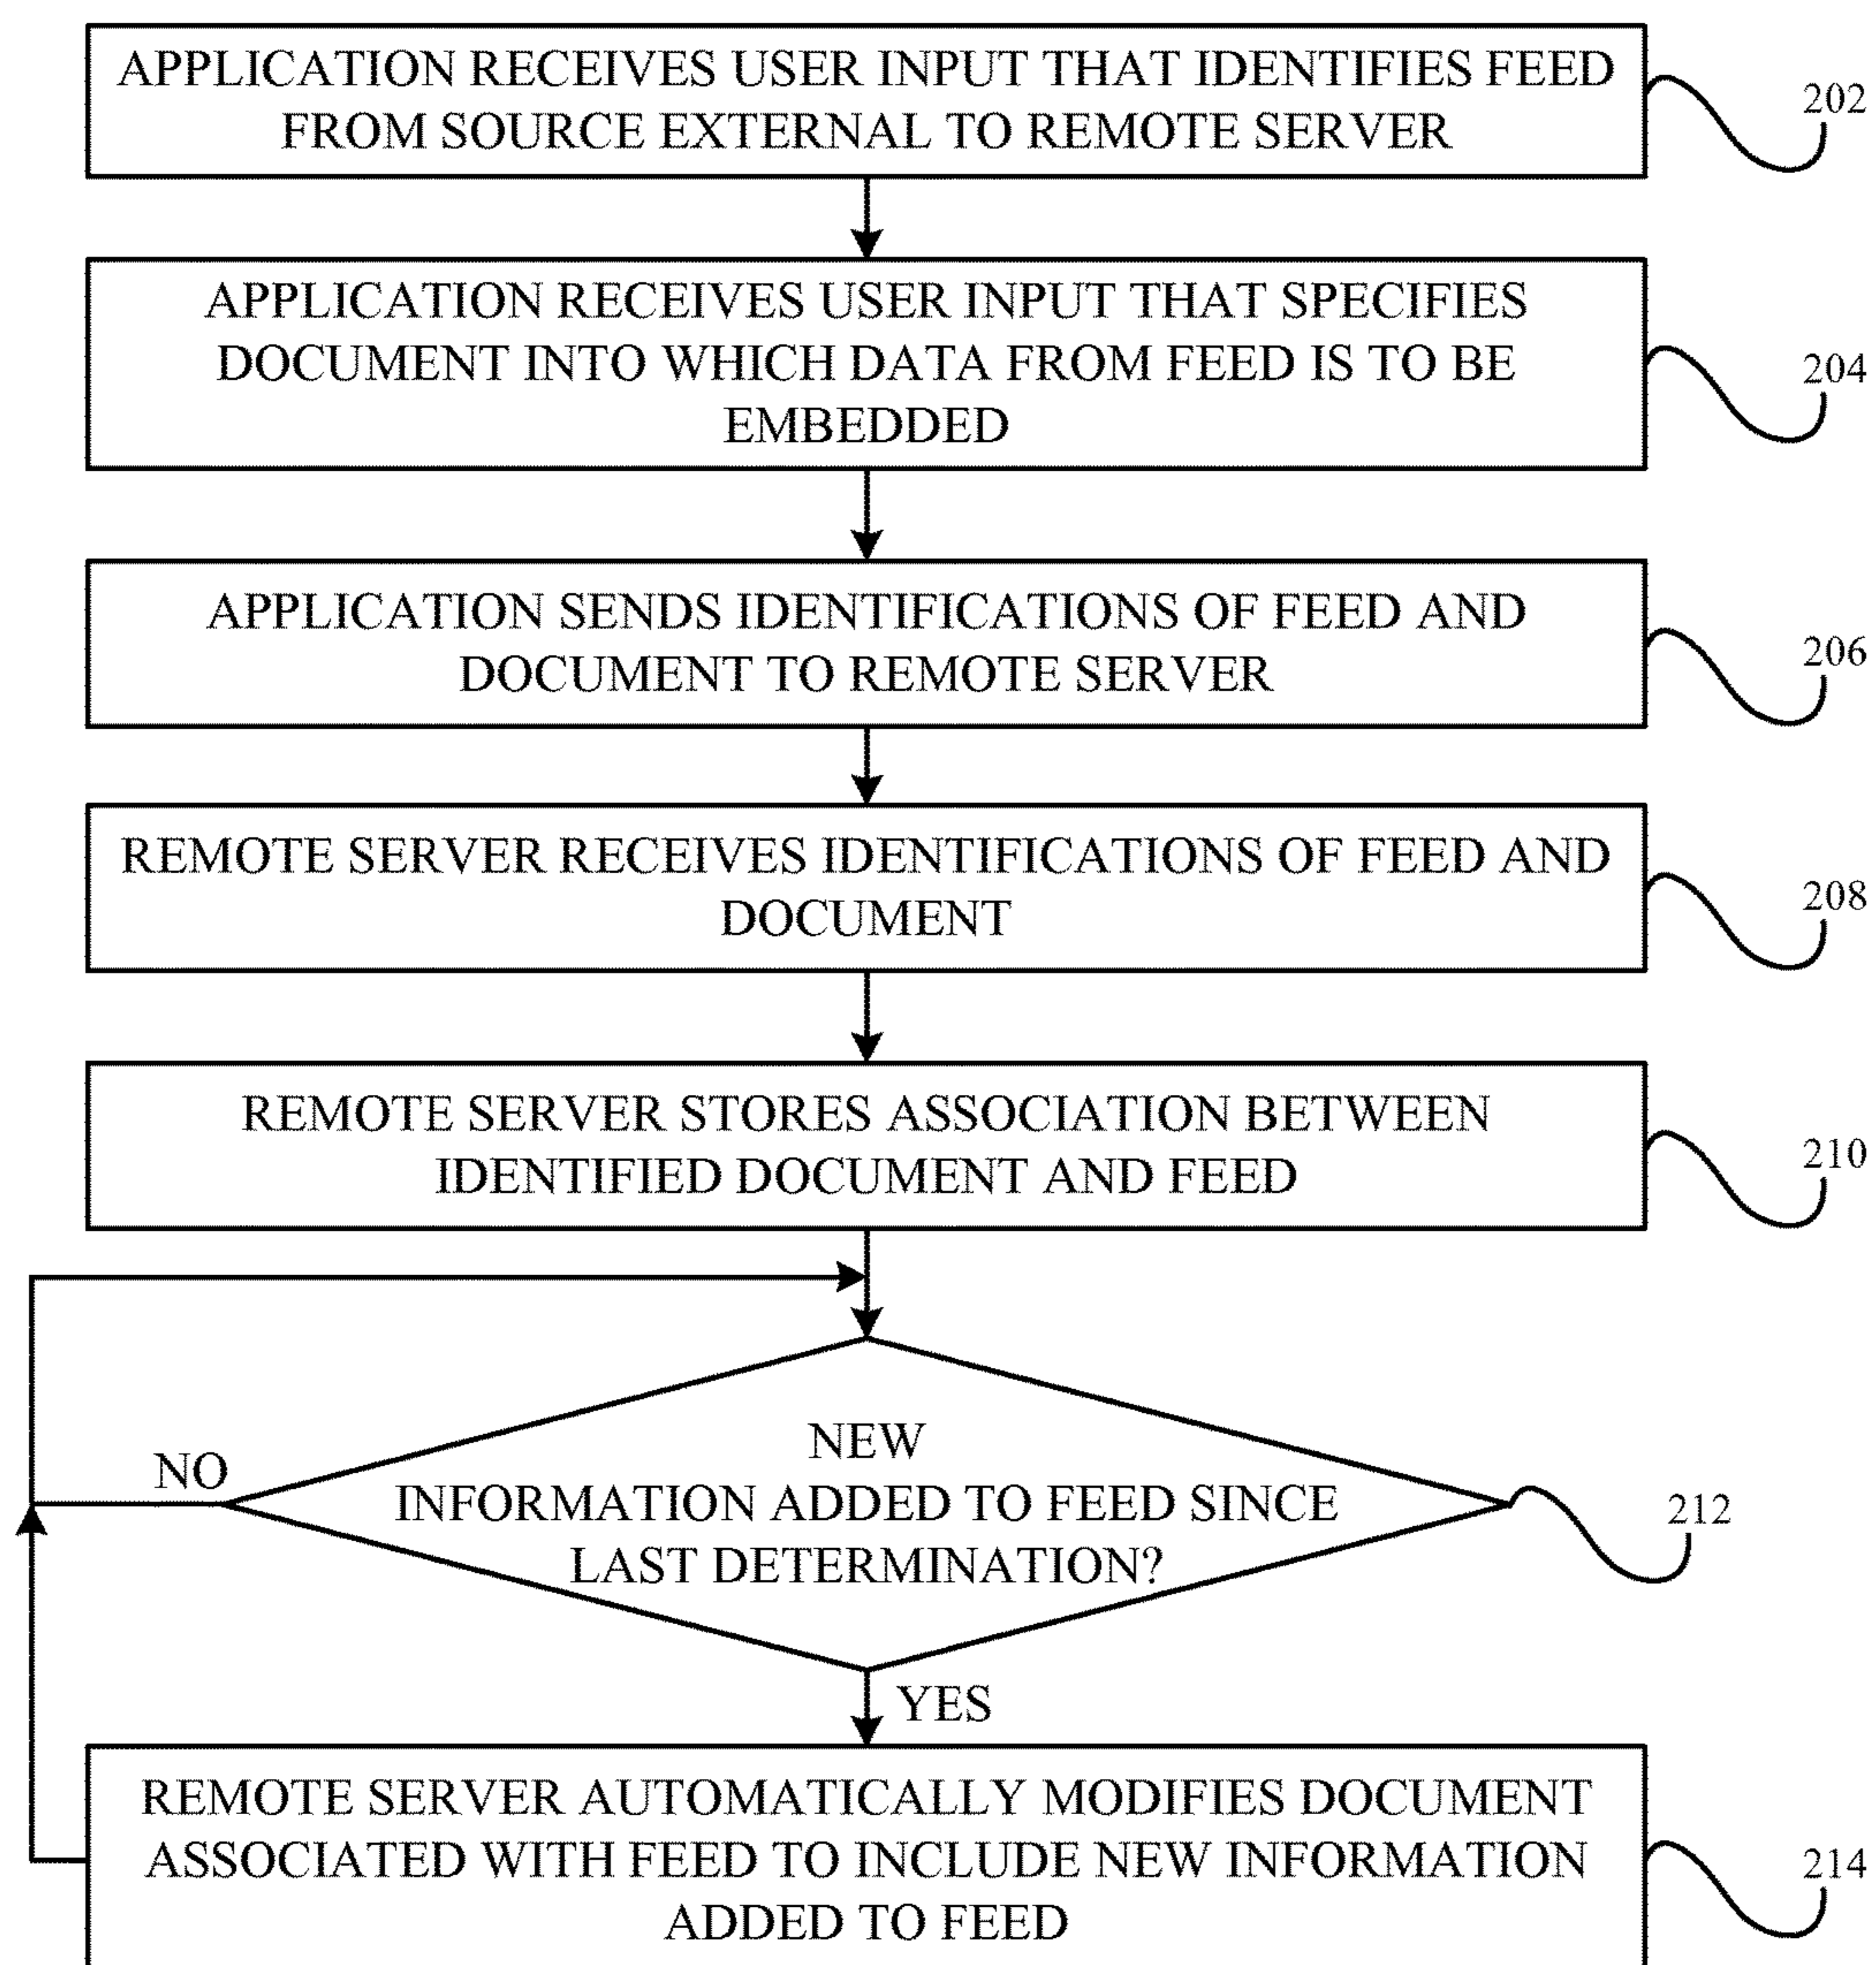 APPLICATION RECEIVES USER INPUT THAT IDENTIFIES FEED
FROM SOURCE EXTERNAL TO REMOTE SERVER
202
APPLICATION RECEIVES USER INPUT THAT SPECIFIES
DOCUMENT INTO WHICH DATA FROM FEED IS TO BE
EMBEDDED
204
APPLICATION SENDS IDENTIFICATIONS OF FEED AND
DOCUMENT TO REMOTE SERVER
206
REMOTE SERVER RECEIVES IDENTIFICATIONS OF FEED AND
DOCUMENT
208
REMOTE SERVER STORES ASSOCIATION BETWEEN
IDENTIFIED DOCUMENT AND FEED
210
NO
NEW
INFORMATION ADDED TO FEED SINCE
LAST DETERMINATION?
212
YES
REMOTE SERVER AUTOMATICALLY MODIFIES DOCUMENT
ASSOCIATED WITH FEED TO INCLUDE NEW INFORMATION
ADDED TO FEED
214